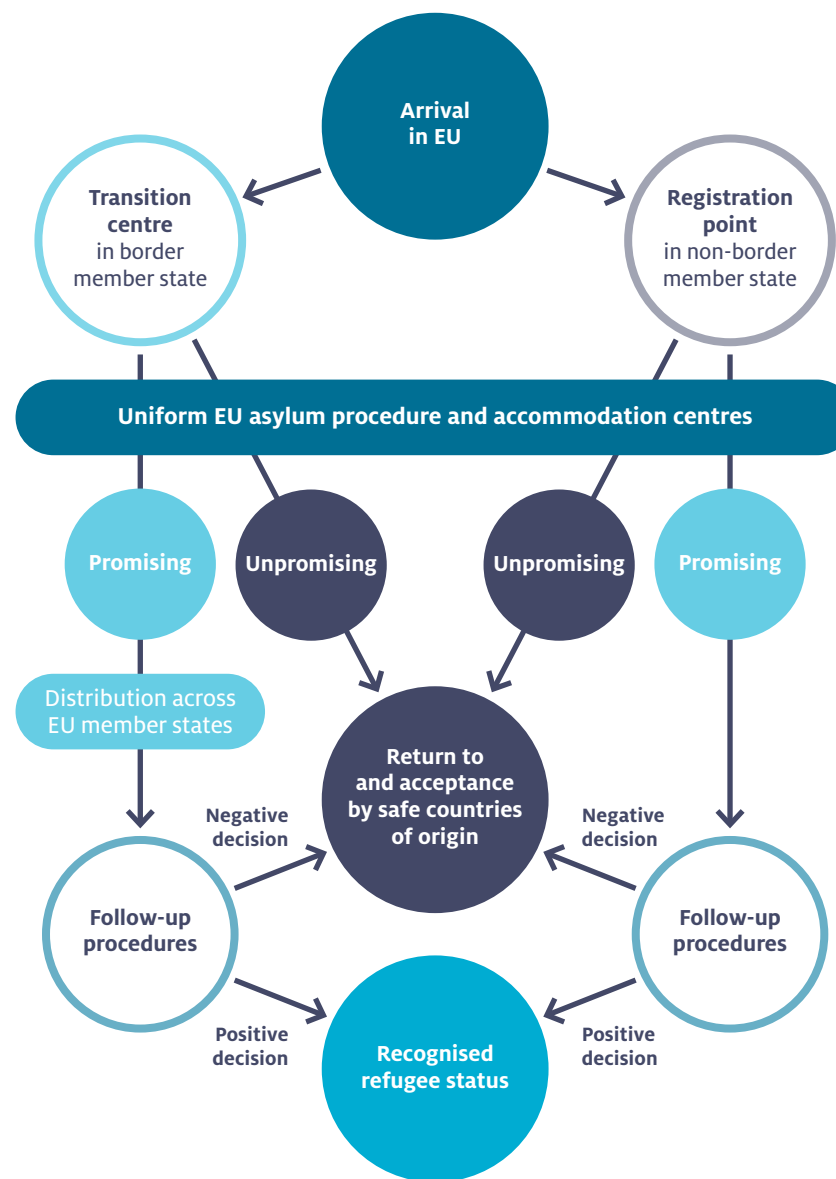 Arrival
in EU
Transition
centre
in border
member state
Registration
point
in non-border
member state
Uniform EU asylum procedure and accommodation centres
Promising
Unpromising
Unpromising
Promising
Distribution across
EU member states
Return to
and acceptance
by safe countries
of origin
Negative
decision
Negative
decision
Follow-up
procedures
Follow-up
procedures
Positive
decision
Positive
decision
Recognised
refugee status